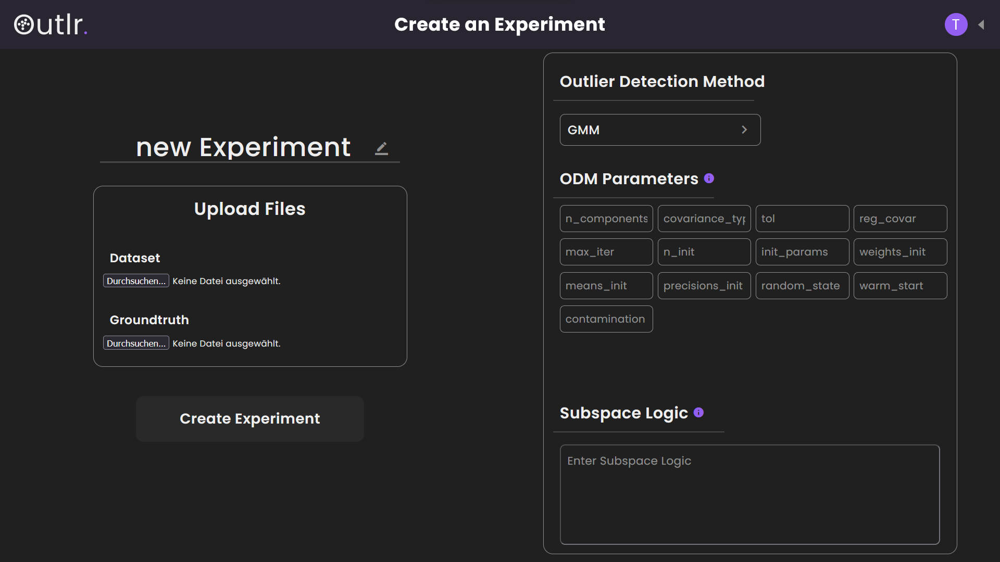 Outlr.
Create an Experiment
T
new Experiment
Upload Files
Dataset
Durchsuchen... Keine Datei ausgewählt.
Groundtruth
Durchsuchen... Keine Datei ausgewählt.
Create Experiment
Outlier Detection Method
GMM
ODM Parameters
n_components covariance_typ tol reg_covar
max_iter n_init init_params weights_init
means_init precisions_init random_state warm_start
contamination
Subspace Logic
Enter Subspace Logic